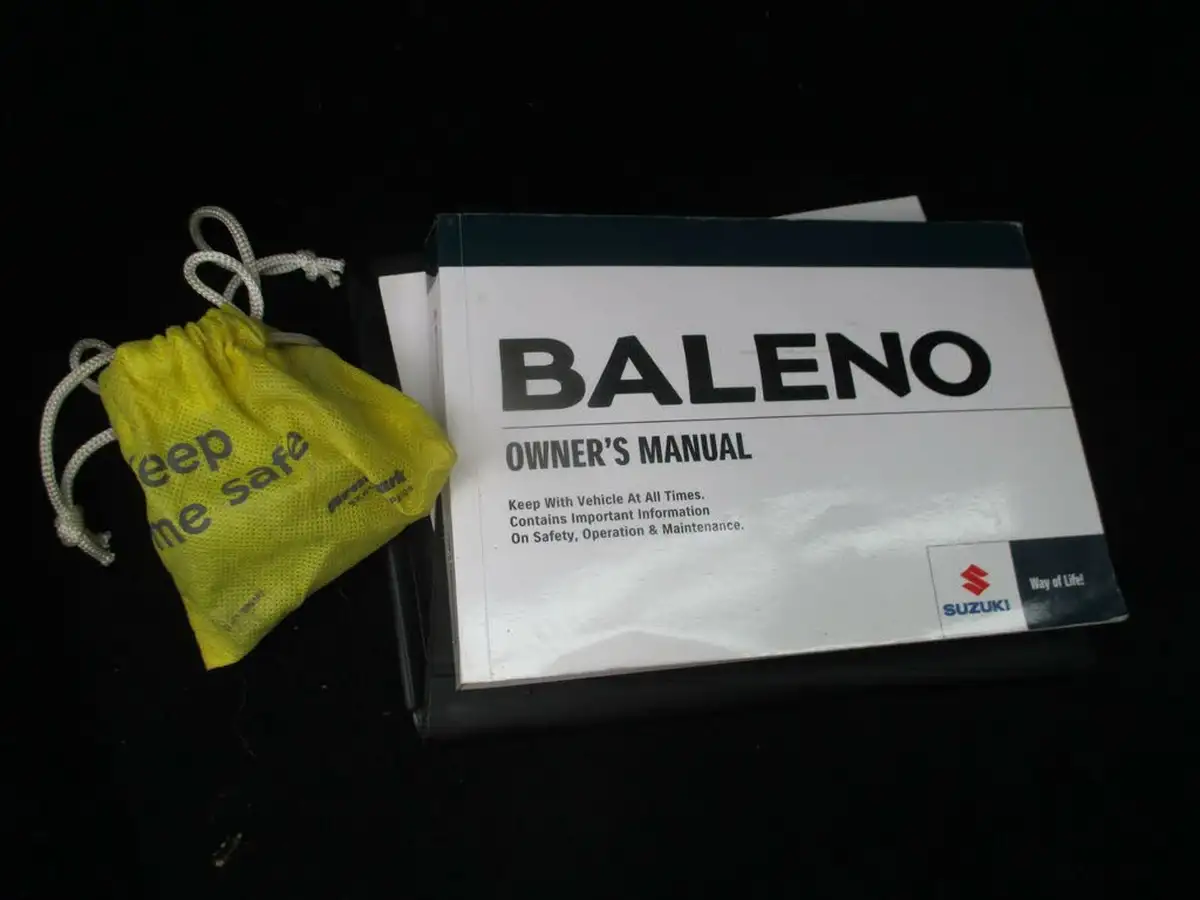 keep
me safe
BALENO
OWNER'S MANUAL
Keep With Vehicle At All Times.
Contains Important Information
On Safety, Operation & Maintenance.
SUZUKI
Way of Life!